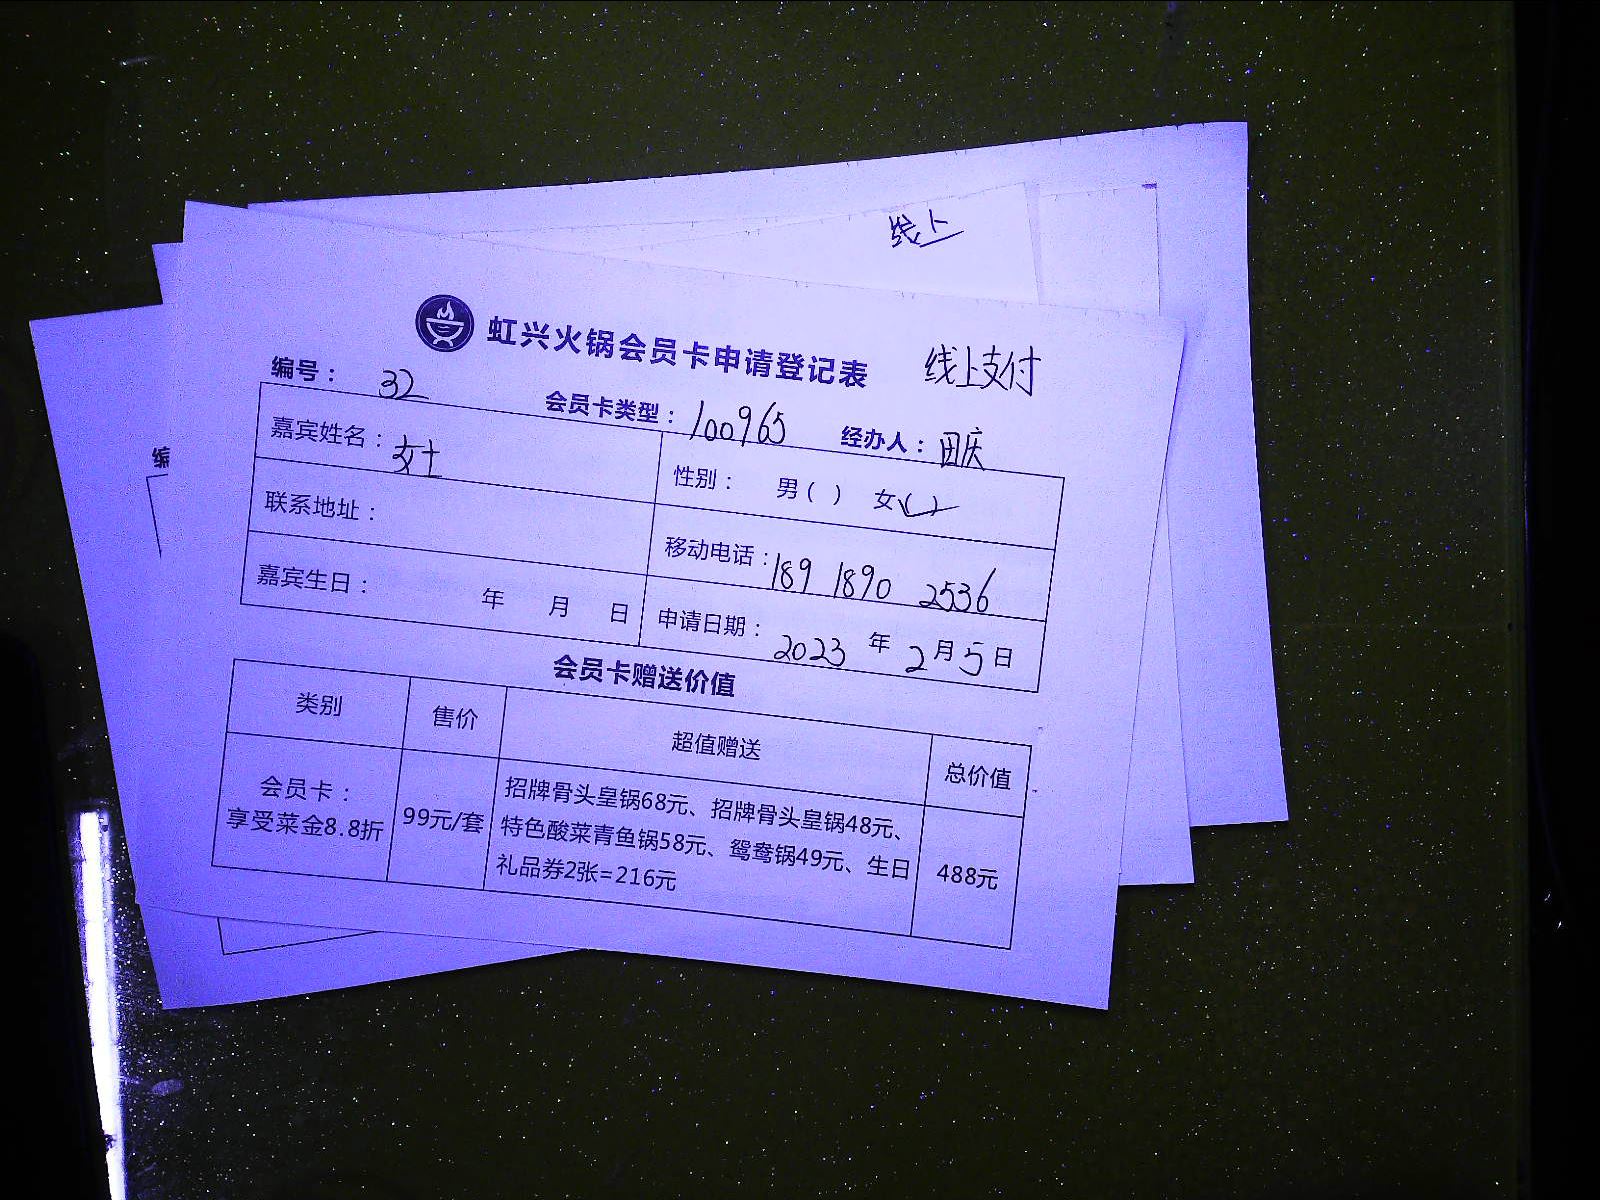 线上
虹兴火锅会员卡申请登记表 线上支付
编号： 32 会员卡类型： 100965 经办人： 田庆
嘉宾姓名： 女士 性别： 男（ ） 女（✓）
联系地址： 移动电话： 189 1890 2536
嘉宾生日： 年 月 日 申请日期： 2023 年 2 月 5 日
编
会员卡赠送价值
类别 售价 超值赠送 总价值
会员卡：
享受菜金8.8折
99元/套
招牌骨头皇锅68元、招牌骨头皇锅48元、
特色酸菜青鱼锅58元、鸳鸯锅49元、生日
礼品券2张=216元
488元